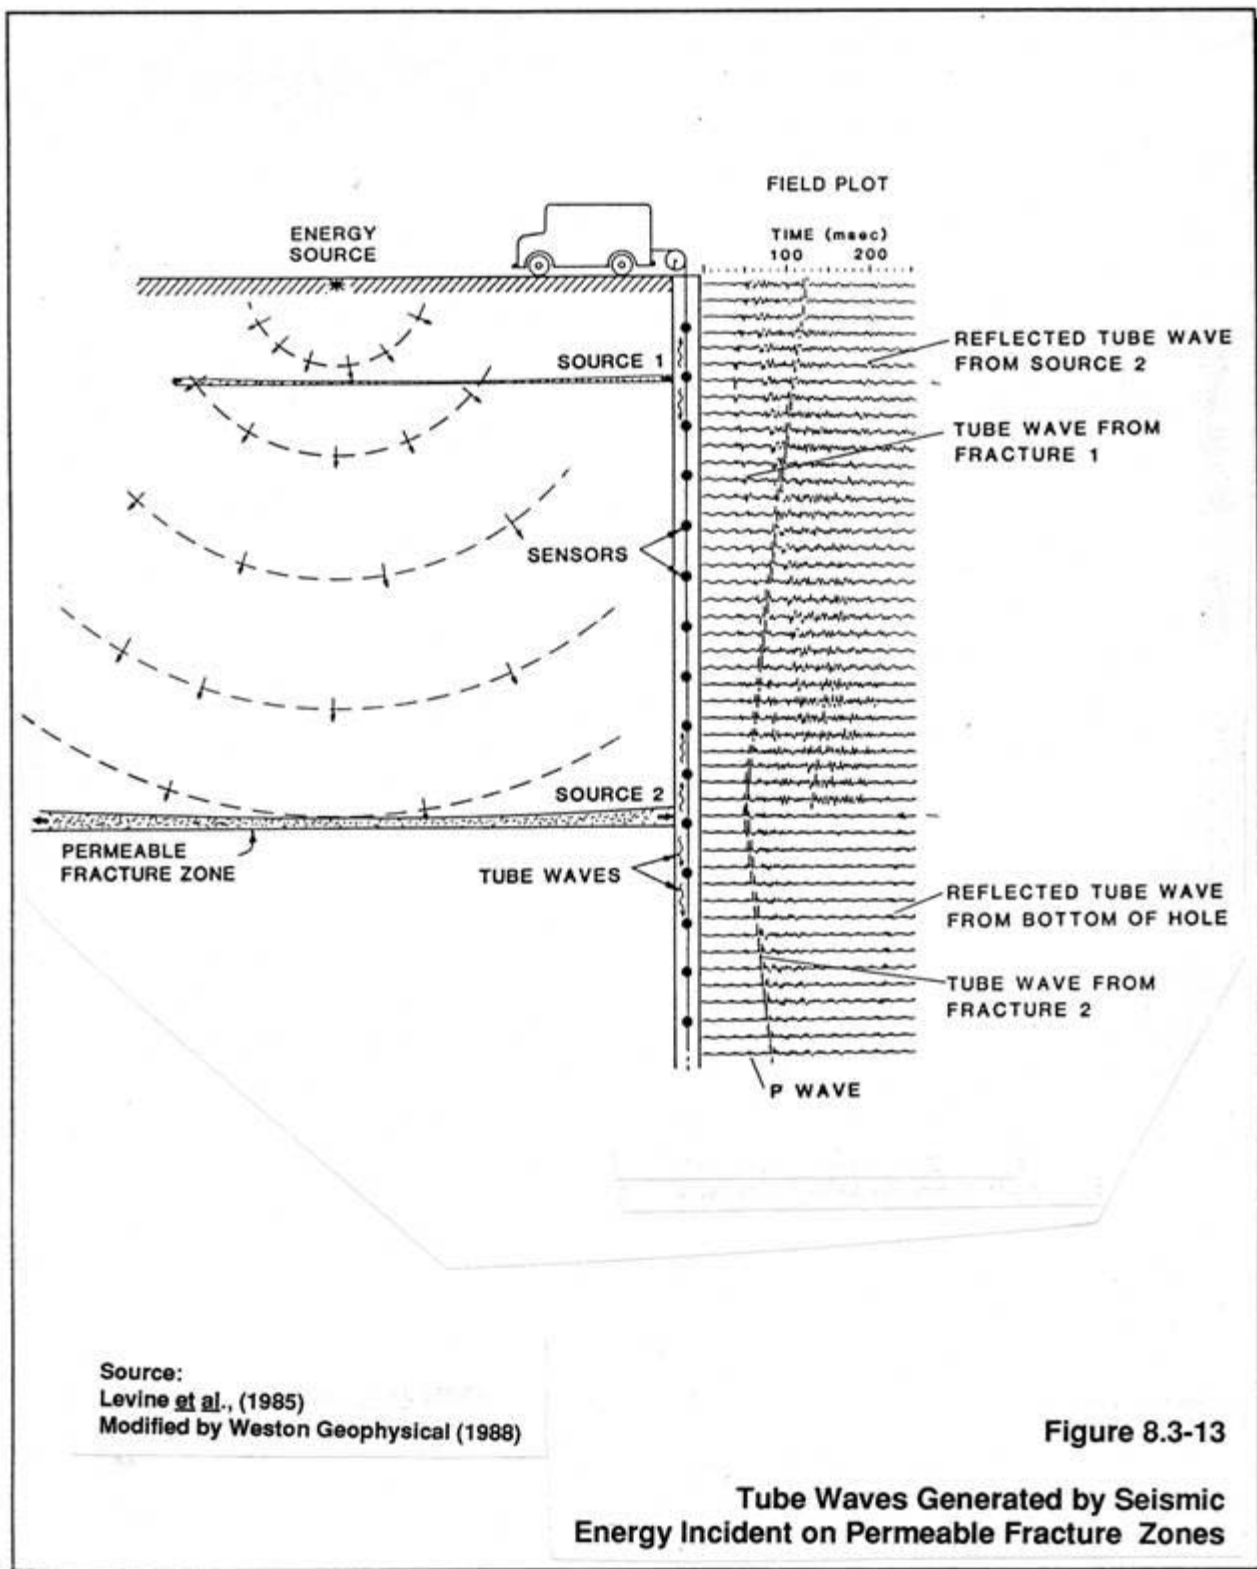 FIELD PLOT
TIME (msec)
100 200
ENERGY
SOURCE
SOURCE 1
REFLECTED TUBE WAVE
FROM SOURCE 2
TUBE WAVE FROM
FRACTURE 1
SENSORS
SOURCE 2
PERMEABLE
FRACTURE ZONE
TUBE WAVES
REFLECTED TUBE WAVE
FROM BOTTOM OF HOLE
TUBE WAVE FROM
FRACTURE 2
P WAVE
Source:
Levine et al., (1985)
Modified by Weston Geophysical (1988)
Figure 8.3-13
Tube Waves Generated by Seismic
Energy Incident on Permeable Fracture Zones